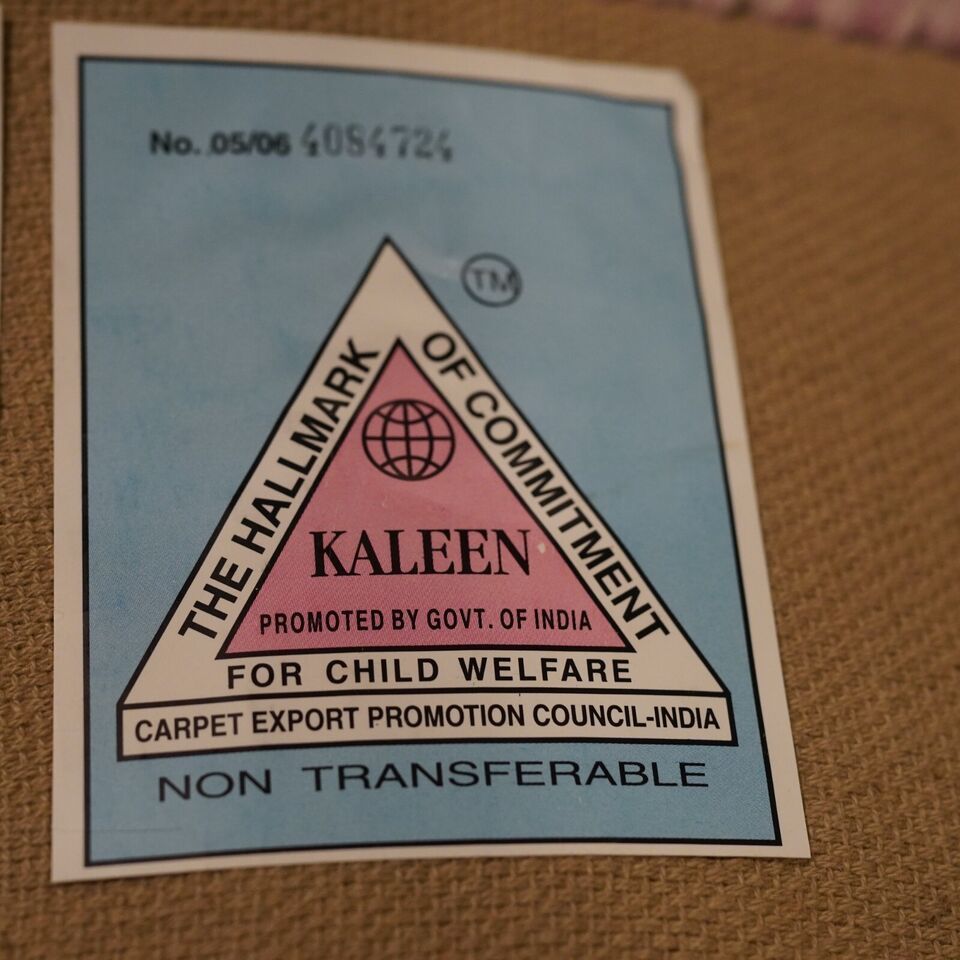 No. 05/06 4084724
TM
THE HALLMARK
OF COMMITMENT
KALEEN
PROMOTED BY GOVT. OF INDIA
FOR CHILD WELFARE
CARPET EXPORT PROMOTION COUNCIL-INDIA
NON TRANSFERABLE